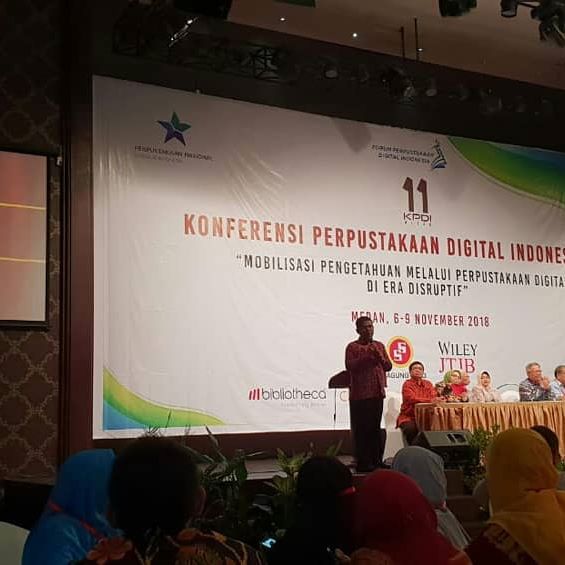 PERPUSTAKAAN NASIONAL
FORUM PERPUSTAKAAN
DIGITAL INDONESIA
11
KPDI
KONFERENSI PERPUSTAKAAN DIGITAL INDONES
"MOBILISASI PENGETAHUAN MELALUI PERPUSTAKAAN DIGITA
DI ERA DISRUPTIF"
MEDAN, 6-9 NOVEMBER 2018
AGUNG
WILEY
JTIB
bibliotheca